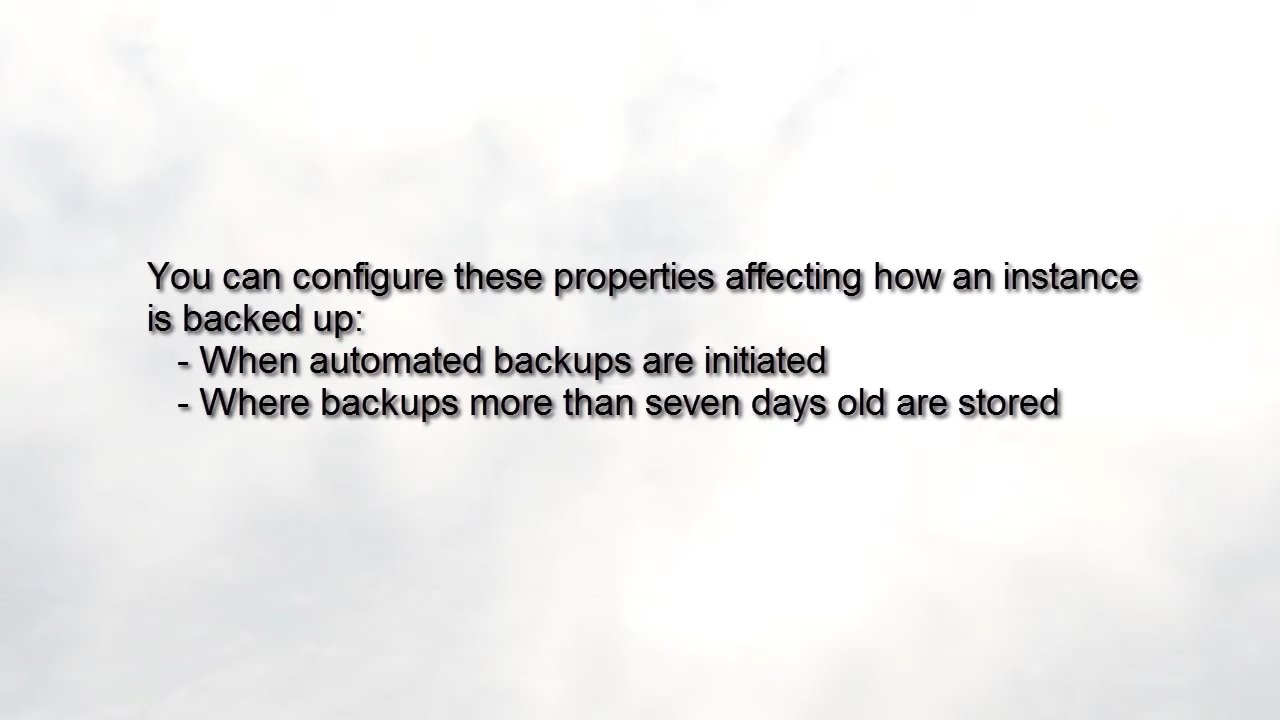 You can configure these properties affecting how an instance
is backed up:
- When automated backups are initiated
- Where backups more than seven days old are stored